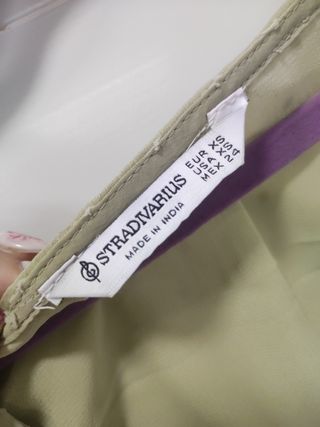 STRADIVARIUS
MADE IN INDIA
EUR XS
USA XS
MEX 24